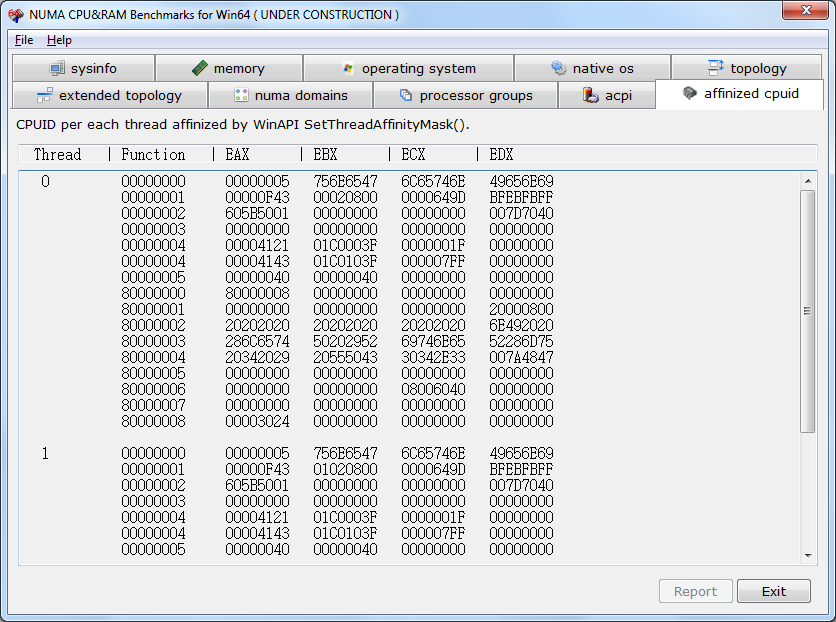 NUMA CPU&RAM Benchmarks for Win64 ( UNDER CONSTRUCTION )
File Help
sysinfo memory operating system native os topology
extended topology numa domains processor groups acpi affinized cpuid
CPUID per each thread affinized by WinAPI SetThreadAffinityMask().
Thread | Function | EAX | EBX | ECX | EDX
0 00000000 00000005 756E6547 6C65746E 49656E69
00000001 00000F43 00020800 0000649D BFEBFBFF
00000002 605B5001 00000000 00000000 007D7040
00000003 00000000 00000000 00000000 00000000
00000004 00004121 01C0003F 0000001F 00000000
00000004 00004143 01C0103F 000007FF 00000000
00000005 00000040 00000040 00000000 00000000
80000000 80000008 00000000 00000000 00000000
80000001 00000000 00000000 00000000 20000800
80000002 20202020 20202020 20202020 6E492020
80000003 286C6574 50202952 69746E65 52286D75
80000004 20342029 20555043 30342E33 007A4847
80000005 00000000 00000000 00000000 00000000
80000006 00000000 00000000 08006040 00000000
80000007 00000000 00000000 00000000 00000000
80000008 00003024 00000000 00000000 00000000
1 00000000 00000005 756E6547 6C65746E 49656E69
00000001 00000F43 01020800 0000649D BFEBFBFF
00000002 605B5001 00000000 00000000 007D7040
00000003 00000000 00000000 00000000 00000000
00000004 00004121 01C0003F 0000001F 00000000
00000004 00004143 01C0103F 000007FF 00000000
00000005 00000040 00000040 00000000 00000000
Report Exit